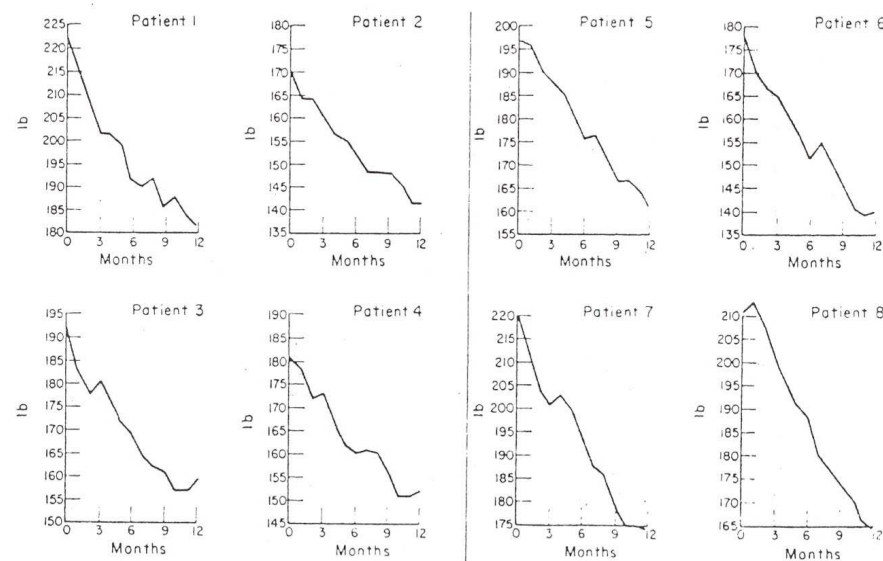 Patient 1
lb
225
220
215
210
205
200
195
190
185
180
0 3 6 9 12
Months
Patient 2
lb
180
175
170
165
160
155
150
145
140
135
0 3 6 9 12
Months
Patient 5
lb
200
195
190
185
180
175
170
165
160
155
0 3 6 9 12
Months
Patient 6
lb
180
175
170
165
160
155
150
145
140
135
0 3 6 9 12
Months
Patient 3
lb
195
190
185
180
175
170
165
160
155
150
0 3 6 9 12
Months
Patient 4
lb
190
185
180
175
170
165
160
155
150
145
0 3 6 9 12
Months
Patient 7
lb
220
215
210
205
200
195
190
185
180
175
0 3 6 9 12
Months
Patient 8
lb
210
205
200
195
190
185
180
175
170
165
0 3 6 9 12
Months